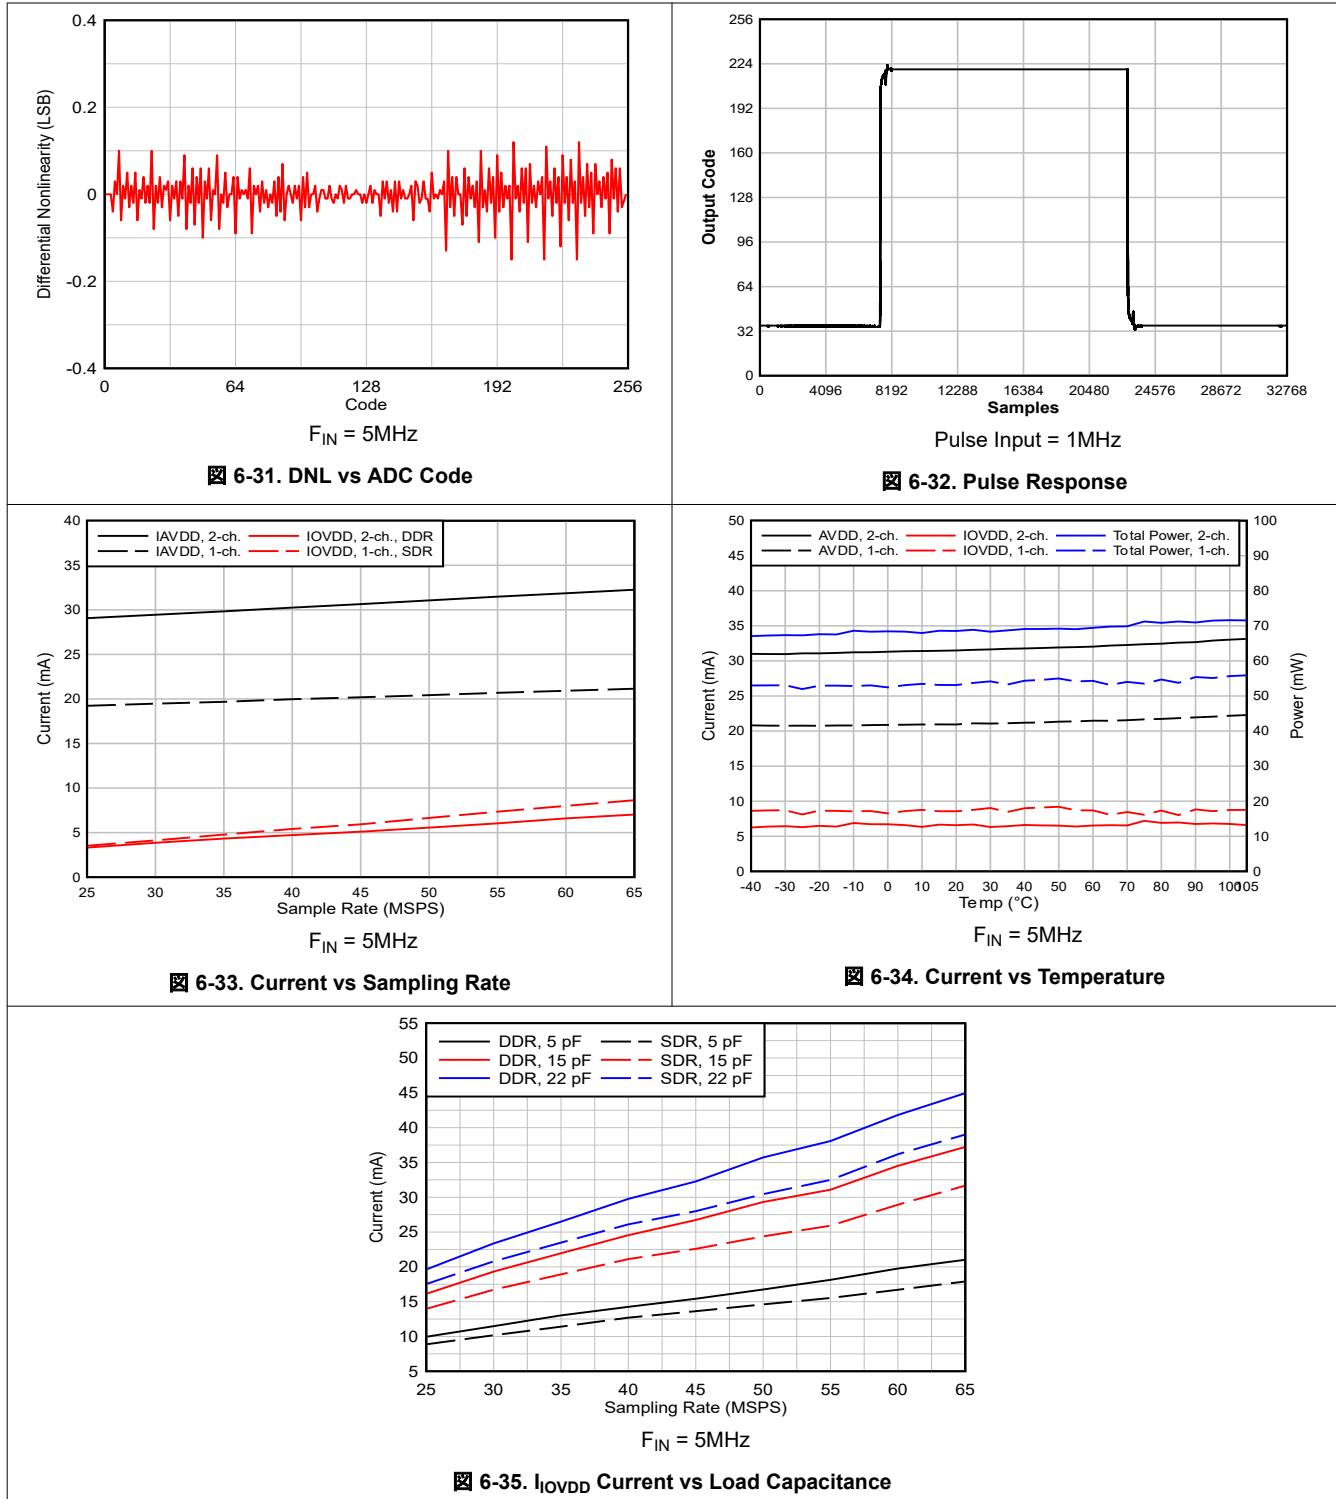 0.4
0.2
0
-0.2
-0.4
Differential Nonlinearity (LSB)
0 64 128 192 256
Code
F_IN = 5MHz
図 6-31. DNL vs ADC Code
256
224
192
160
128
96
64
32
0
Output Code
0 4096 8192 12288 16384 20480 24576 28672 32768
Samples
Pulse Input = 1MHz
図 6-32. Pulse Response
40
35
30
25
20
15
10
5
0
Current (mA)
IAVDD, 2-ch. IOVDD, 2-ch., DDR
IAVDD, 1-ch. IOVDD, 1-ch., SDR
25 30 35 40 45 50 55 60 65
Sample Rate (MSPS)
F_IN = 5MHz
図 6-33. Current vs Sampling Rate
50
45
40
35
30
25
20
15
10
5
0
Current (mA)
AVDD, 2-ch. IOVDD, 2-ch. Total Power, 2-ch.
AVDD, 1-ch. IOVDD, 1-ch. Total Power, 1-ch.
100
90
80
70
60
50
40
30
20
10
0
Power (mW)
-40 -30 -20 -10 0 10 20 30 40 50 60 70 80 90 100 105
Temp (°C)
F_IN = 5MHz
図 6-34. Current vs Temperature
55
50
45
40
35
30
25
20
15
10
5
Current (mA)
DDR, 5 pF SDR, 5 pF
DDR, 15 pF SDR, 15 pF
DDR, 22 pF SDR, 22 pF
25 30 35 40 45 50 55 60 65
Sampling Rate (MSPS)
F_IN = 5MHz
図 6-35. I_IOVDD Current vs Load Capacitance